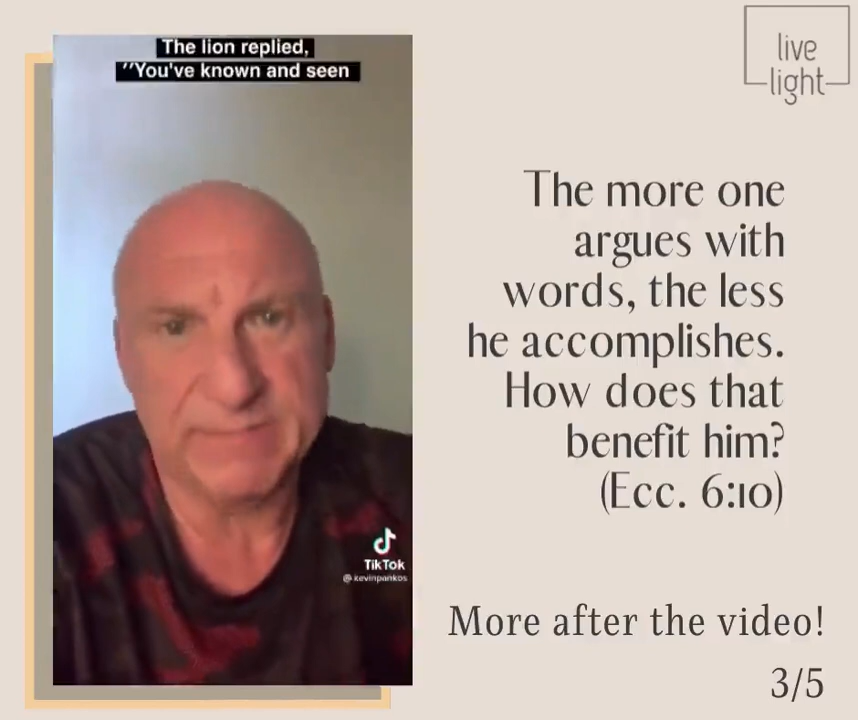 The lion replied,
"You've known and seen
live
light
The more one
argues with
words, the less
he accomplishes.
How does that
benefit him?
(Ecc. 6:10)
TikTok
@kevinpankos
More after the video!
3/5